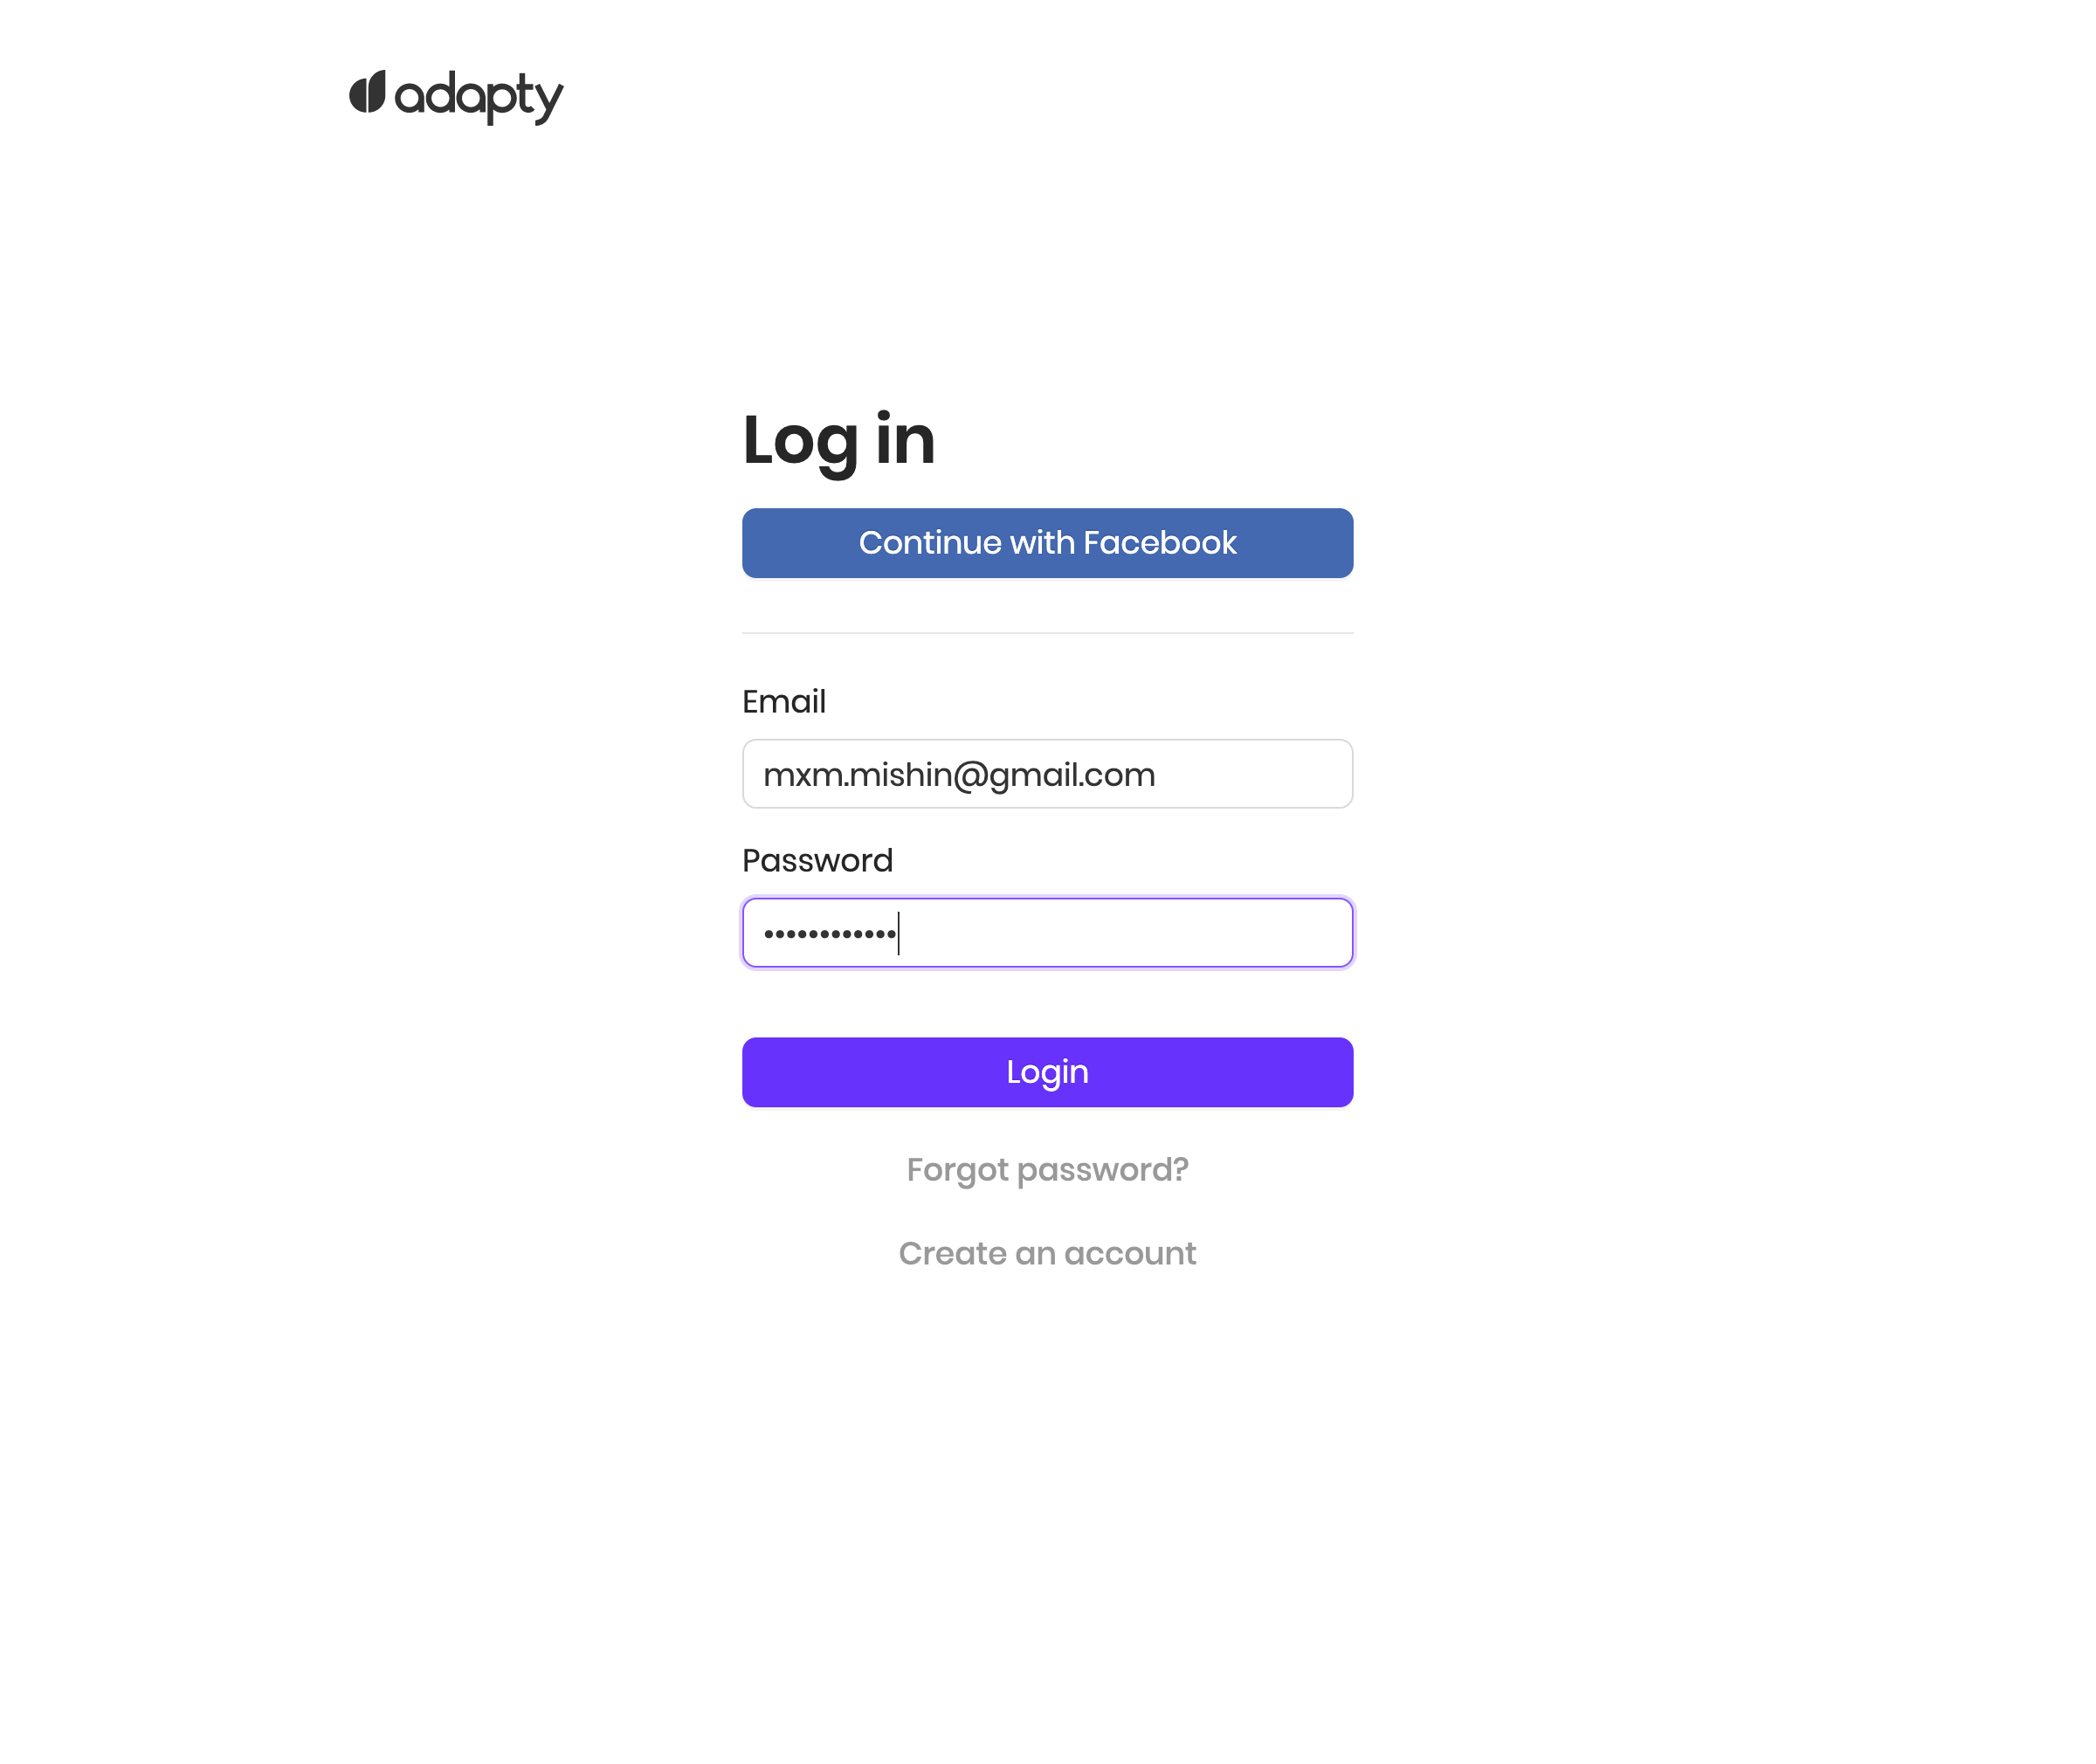 adapty
Log in
Continue with Facebook
Email
mxm.mishin@gmail.com
Password
••••••••••••
Login
Forgot password?
Create an account